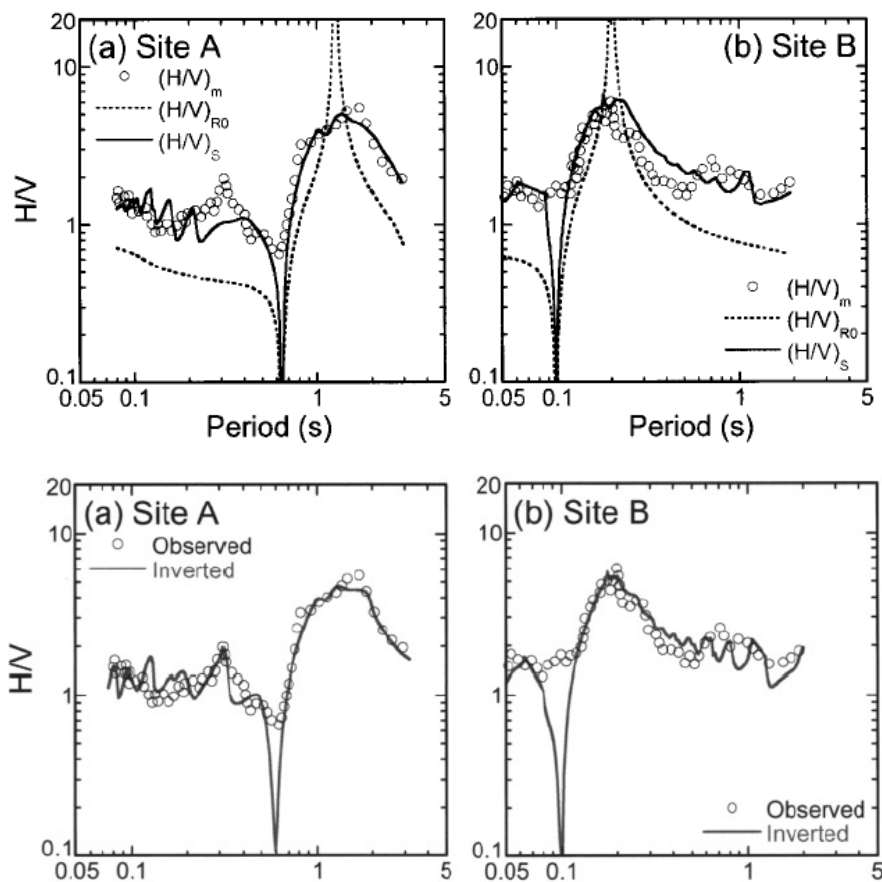 (a) Site A
(H/V)m
(H/V)R0
(H/V)S
20
10
1
0.1
H/V
0.05
0.1
1
5
Period (s)
(b) Site B
(H/V)m
(H/V)R0
(H/V)S
20
10
1
0.1
0.05
0.1
1
5
Period (s)
(a) Site A
Observed
Inverted
20
10
1
0.1
H/V
0.05
0.1
1
5
(b) Site B
Observed
Inverted
20
10
1
0.1
0.05
0.1
1
5